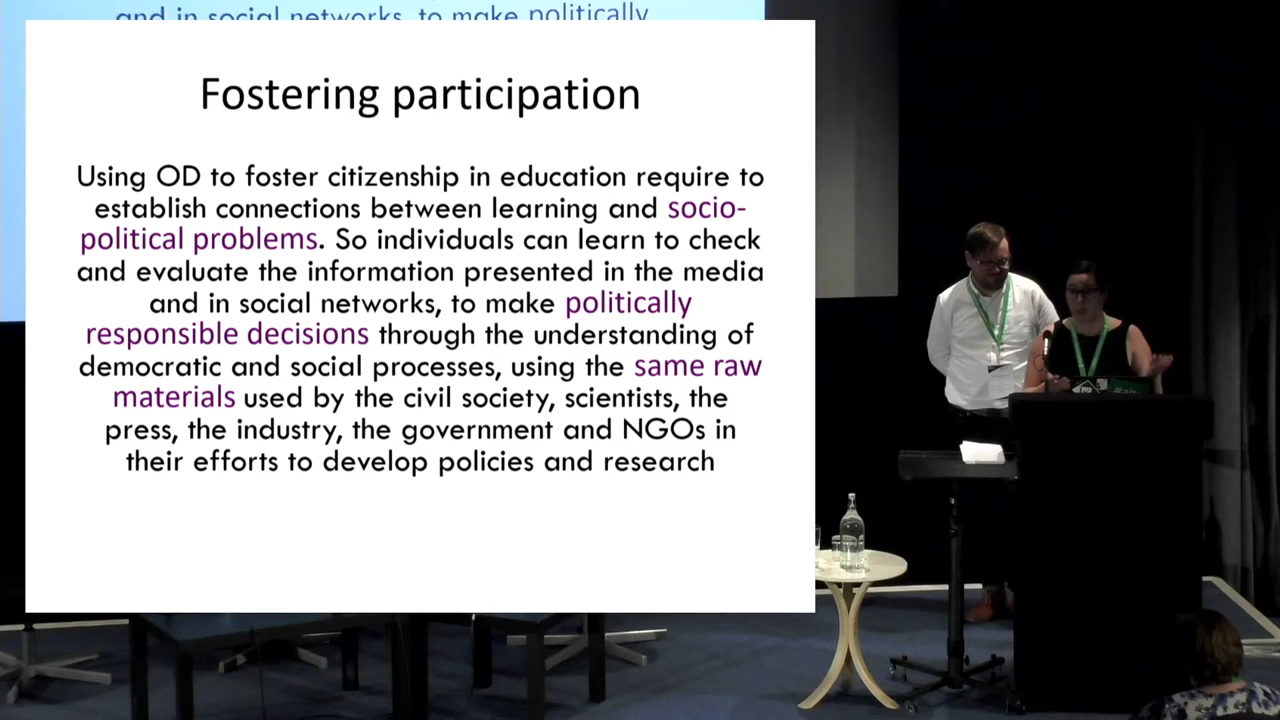 and in social networks, to make politically
Fostering participation
Using OD to foster citizenship in education require to
establish connections between learning and socio-
political problems. So individuals can learn to check
and evaluate the information presented in the media
and in social networks, to make politically
responsible decisions through the understanding of
democratic and social processes, using the same raw
materials used by the civil society, scientists, the
press, the industry, the government and NGOs in
their efforts to develop policies and research